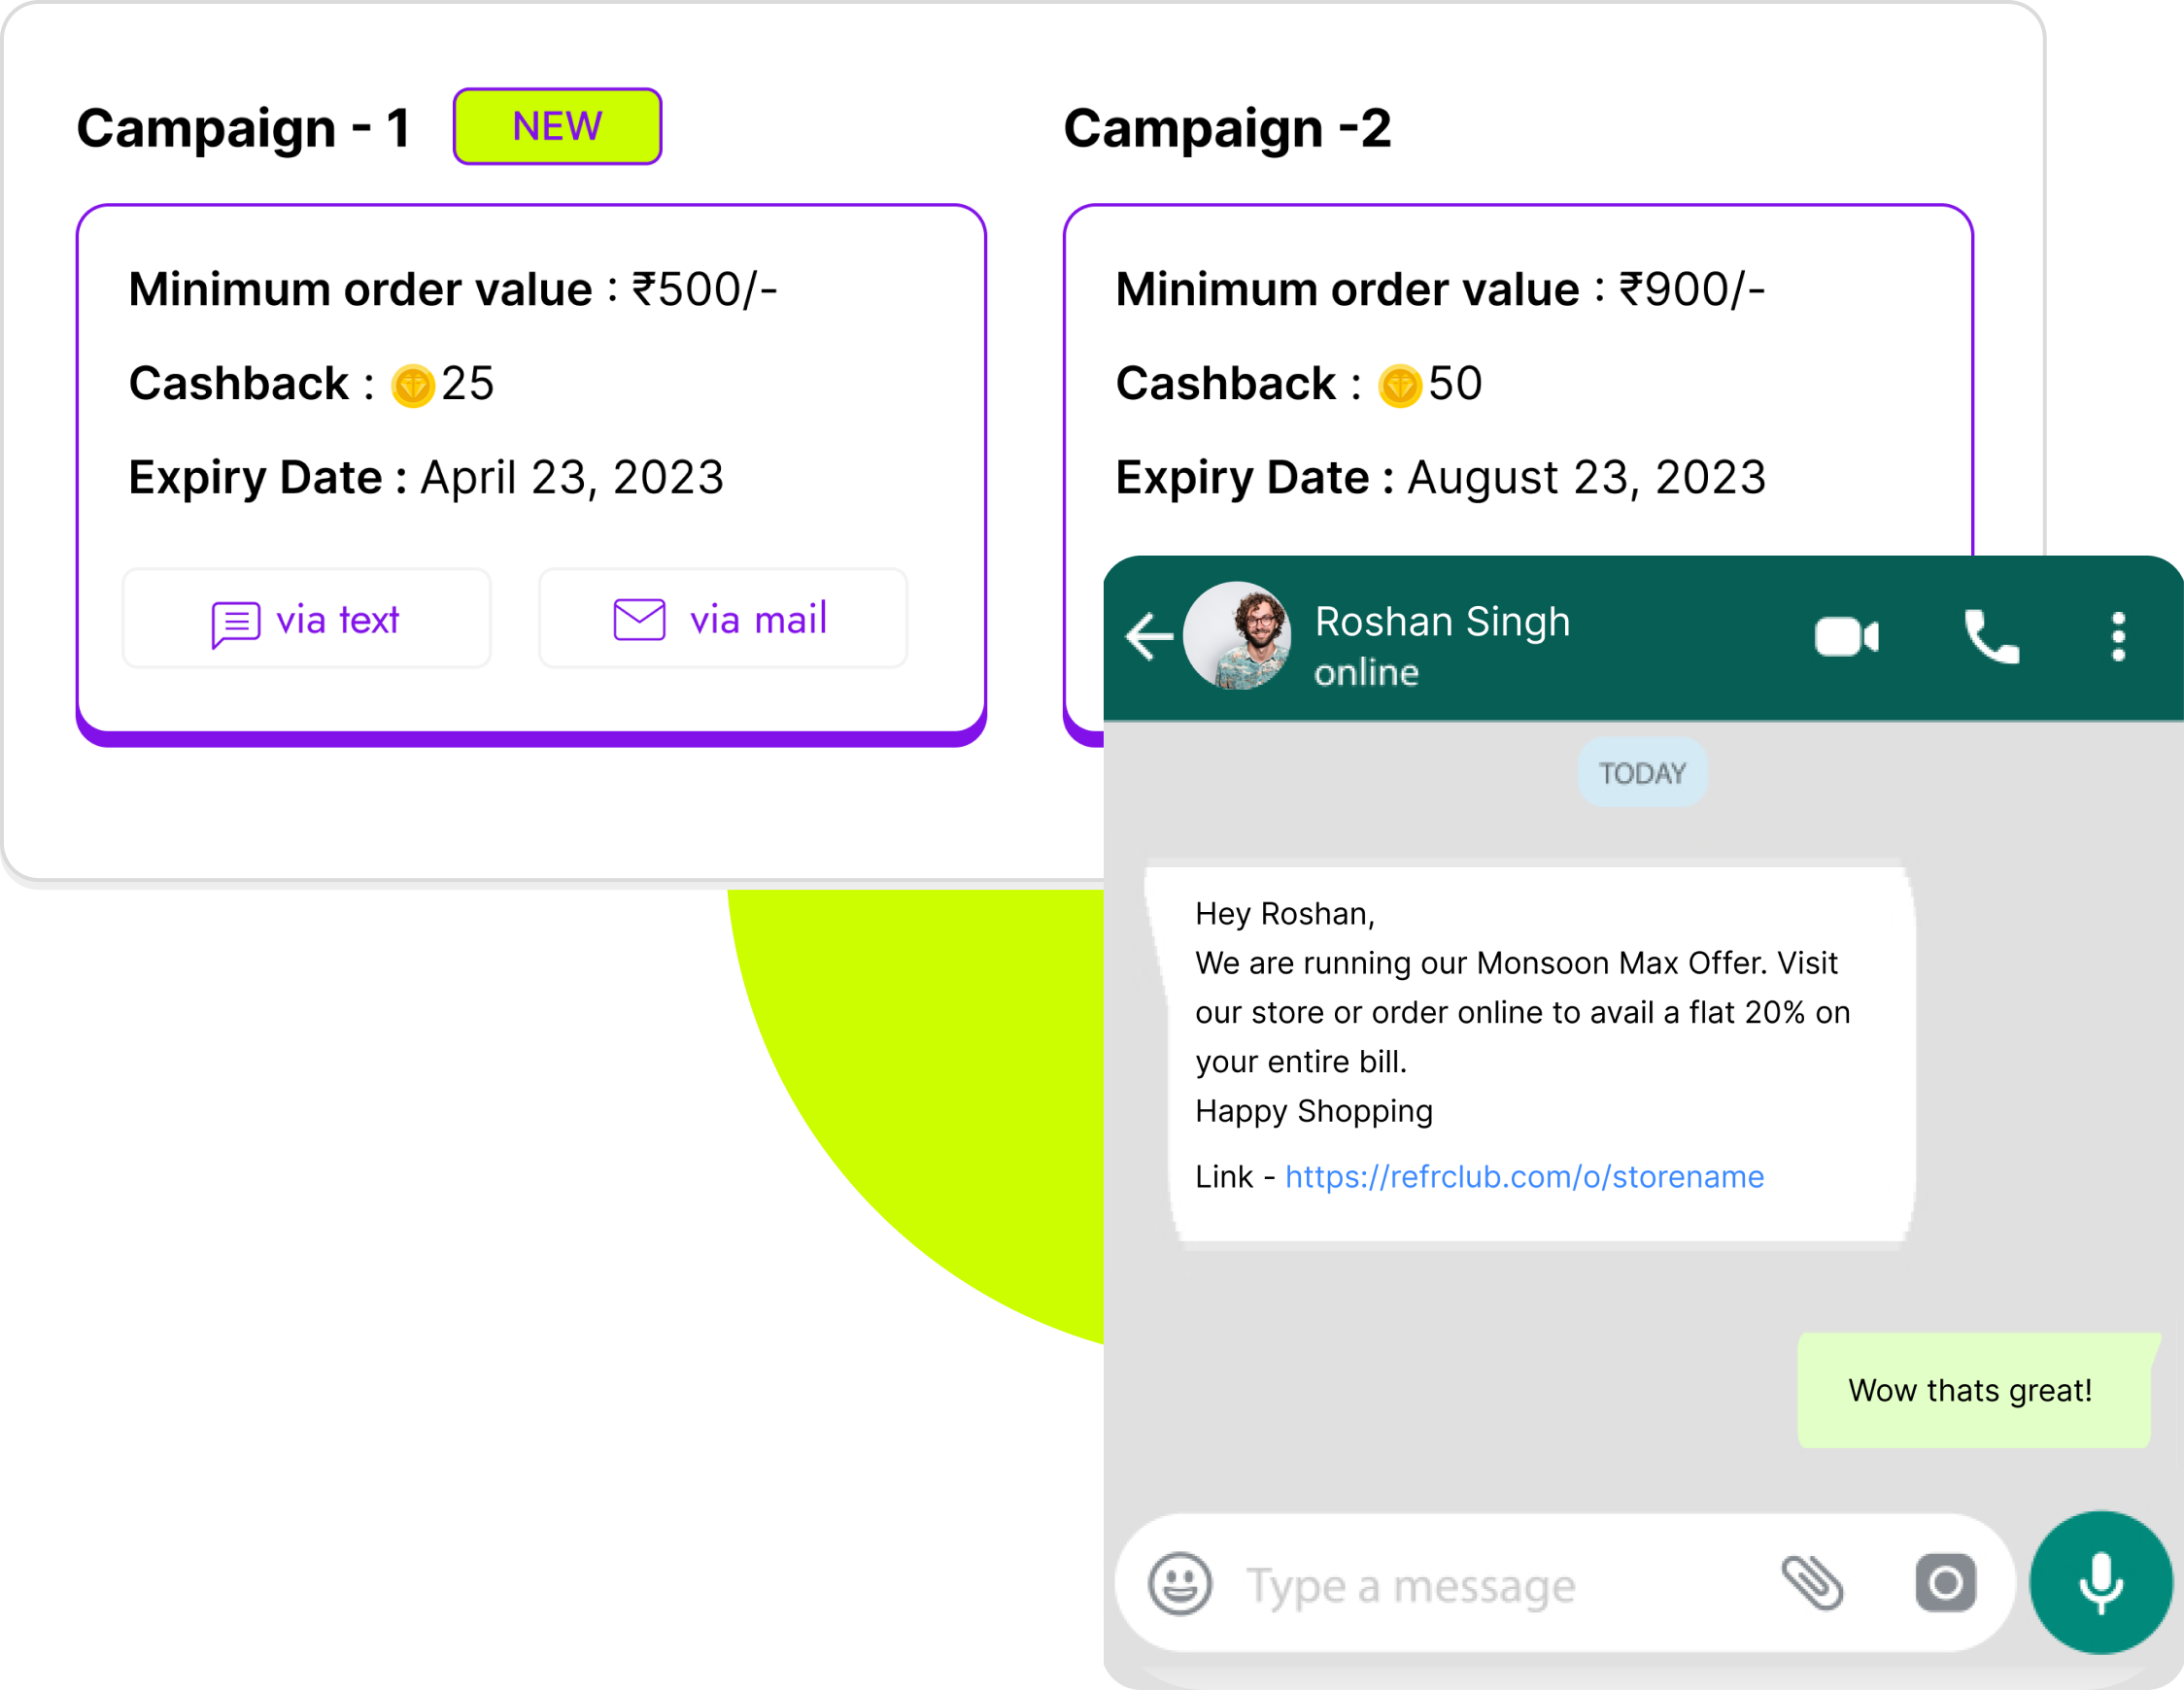 Campaign - 1
NEW
Minimum order value : ₹500/-
Cashback : 25
Expiry Date : April 23, 2023
via text
via mail
Campaign -2
Minimum order value : ₹900/-
Cashback : 50
Expiry Date : August 23, 2023
Roshan Singh
online
TODAY
Hey Roshan,
We are running our Monsoon Max Offer. Visit
our store or order online to avail a flat 20% on
your entire bill.
Happy Shopping
Link - https://refrclub.com/o/storename
Wow thats great!
Type a message